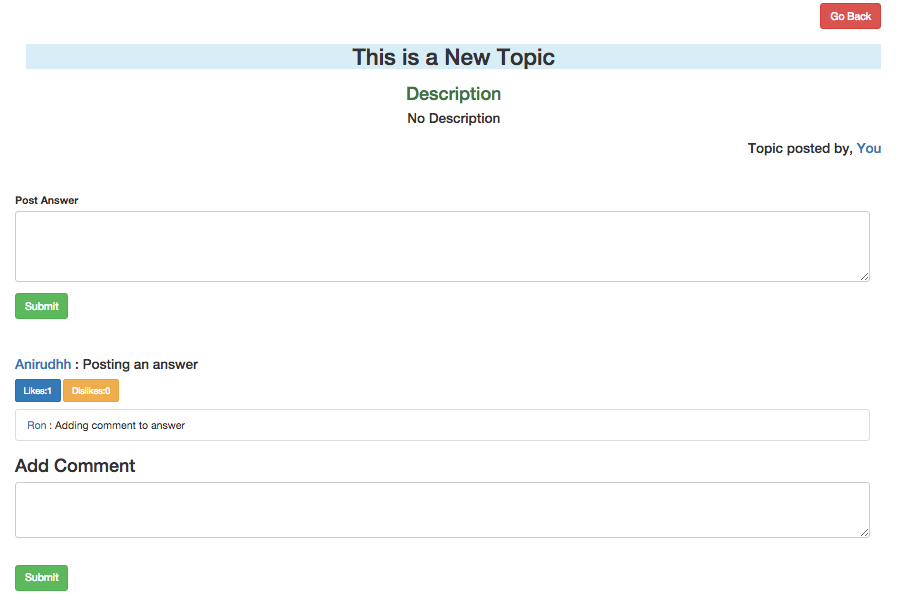 Go Back
This is a New Topic
Description
No Description
Topic posted by, You
Post Answer
Submit
Anirudhh : Posting an answer
Likes:1 Dislikes:0
Ron : Adding comment to answer
Add Comment
Submit